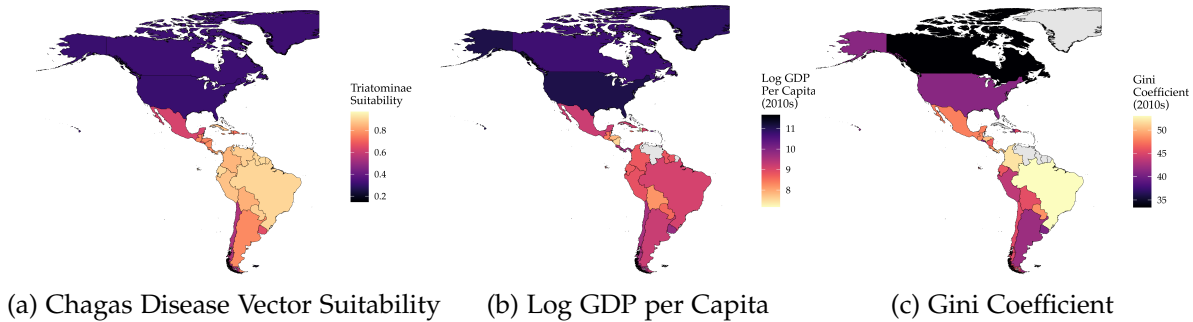 Triatominae
Suitability
0.8
0.6
0.4
0.2
(a) Chagas Disease Vector Suitability
Log GDP
Per Capita
(2010s)
11
10
9
8
(b) Log GDP per Capita
Gini
Coefficient
(2010s)
50
45
40
35
(c) Gini Coefficient